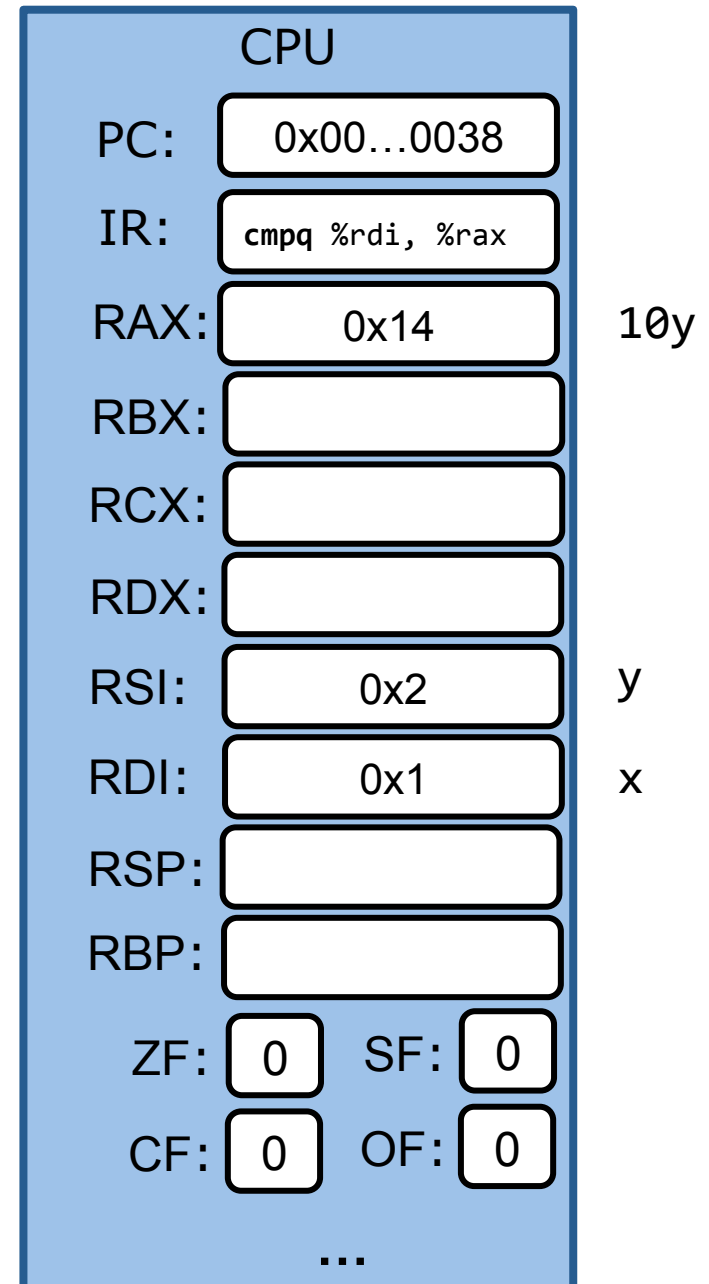 CPU
PC: 0x00…0038
IR: cmpq %rdi, %rax
RAX: 0x14 10y
RBX:
RCX:
RDX:
RSI: 0x2 y
RDI: 0x1 x
RSP:
RBP:
ZF: 0 SF: 0
CF: 0 OF: 0
…